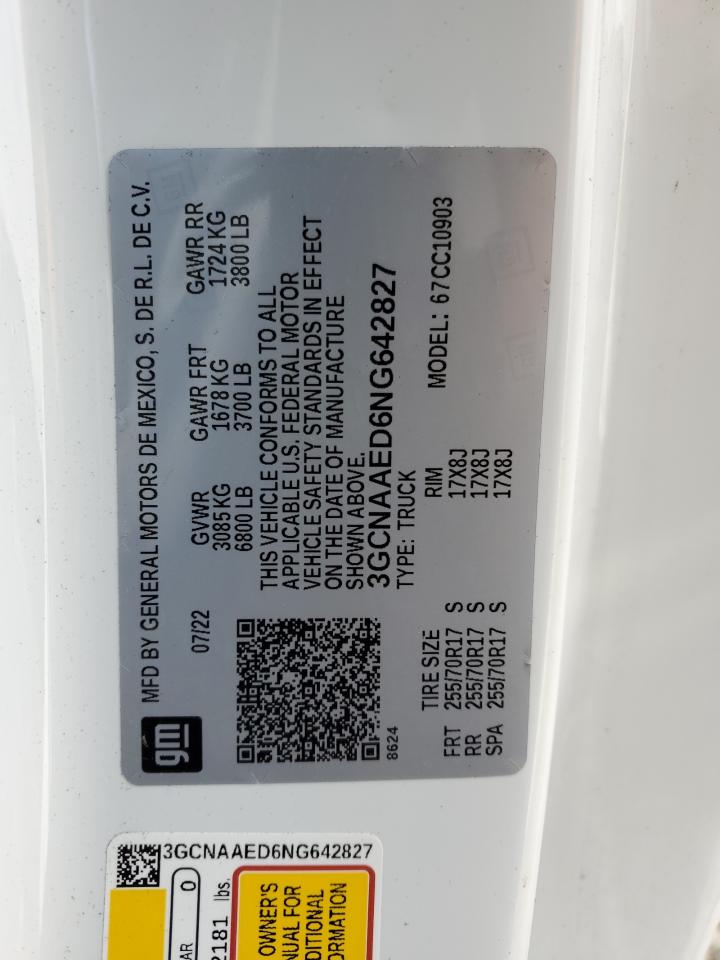 gm
MFD BY GENERAL MOTORS DE MEXICO, S. DE R.L. DE C.V.
07/22 GVWR GAWR FRT GAWR RR
3085 KG 1678 KG 1724 KG
6800 LB 3700 LB 3800 LB
THIS VEHICLE CONFORMS TO ALL
APPLICABLE U.S. FEDERAL MOTOR
VEHICLE SAFETY STANDARDS IN EFFECT
ON THE DATE OF MANUFACTURE
SHOWN ABOVE.
3GCNAAED6NG642827
8624
TYPE: TRUCK MODEL: 67CC10903
TIRE SIZE RIM
FRT 255/70R17 S 17X8J
RR 255/70R17 S 17X8J
SPA 255/70R17 S 17X8J
3GCNAAED6NG642827
AR 0
2181 lbs.
OWNER'S
NUAL FOR
DITIONAL
ORMATION